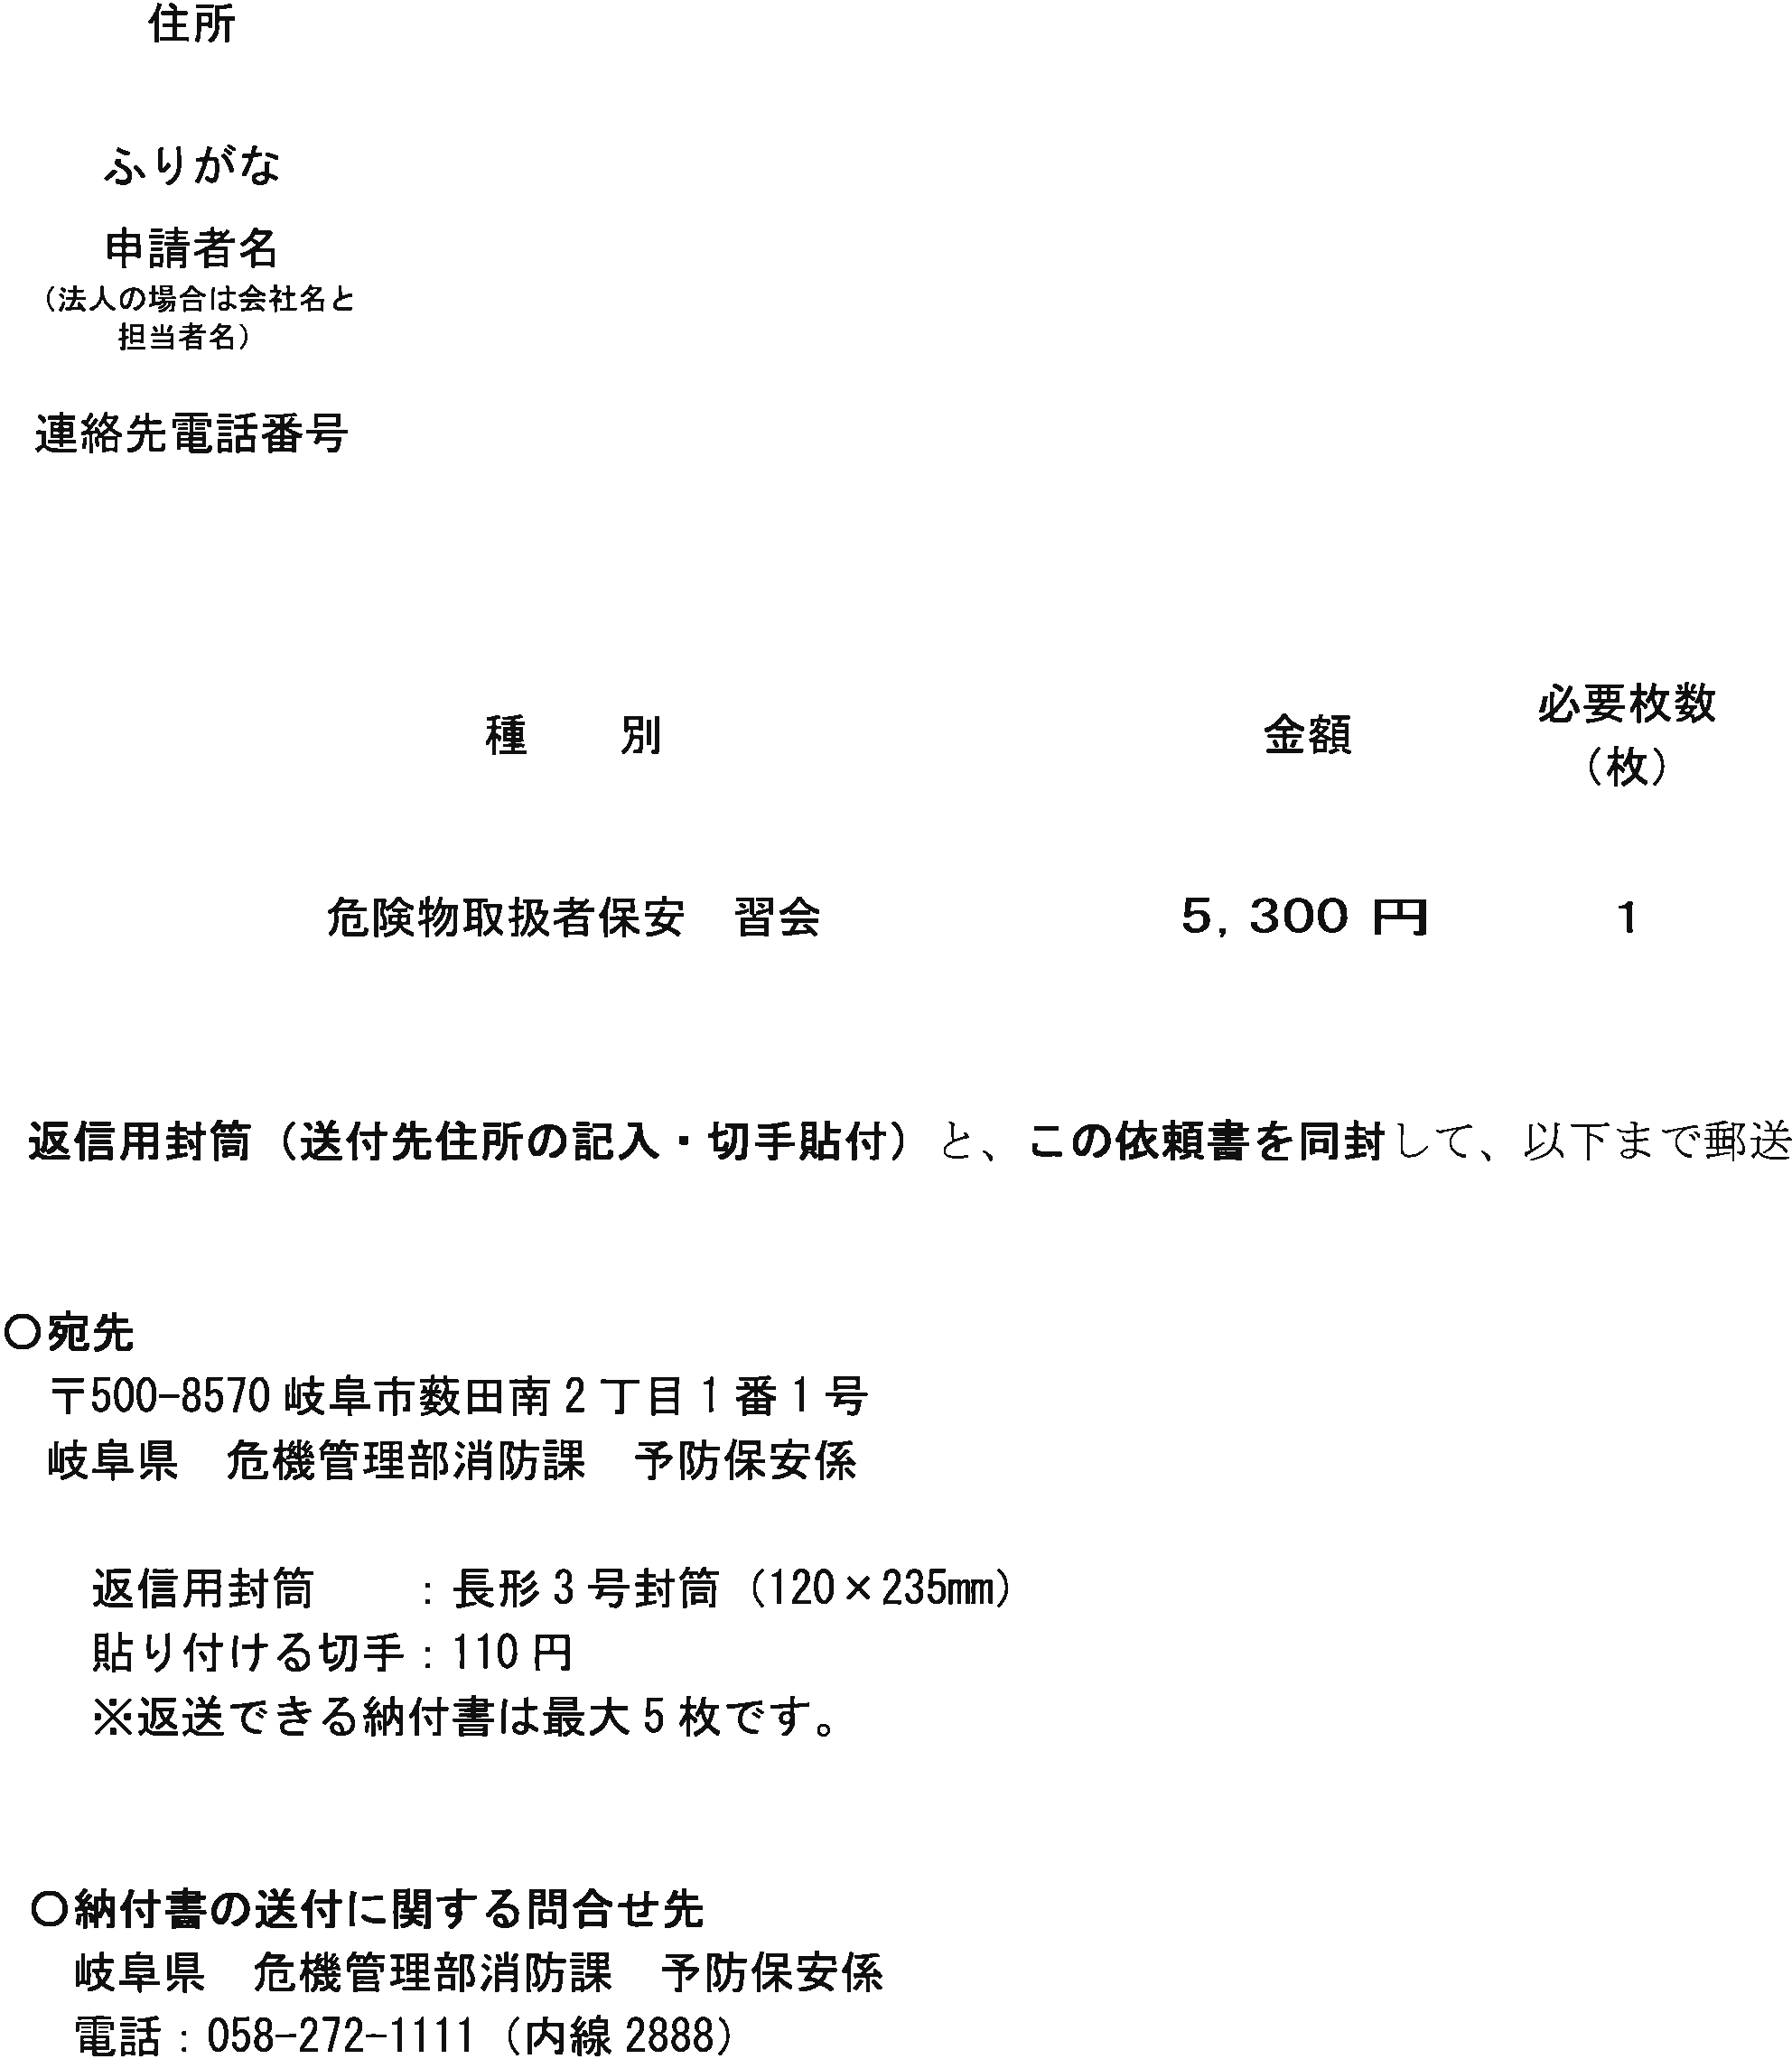 住所
ふりがな
申請者名
（法人の場合は会社名と
担当者名）
連絡先電話番号
種　　別　金額　必要枚数
（枚）
危険物取扱者保安　習会　5,300 円　1
返信用封筒（送付先住所の記入・切手貼付）と、この依頼書を同封して、以下まで郵送
○宛先
〒500-8570 岐阜市薮田南 2 丁目 1 番 1 号
岐阜県　危機管理部消防課　予防保安係
返信用封筒　　：長形 3 号封筒（120×235mm）
貼り付ける切手：110 円
※返送できる納付書は最大 5 枚です。
○納付書の送付に関する問合せ先
岐阜県　危機管理部消防課　予防保安係
電話：058-272-1111（内線 2888）